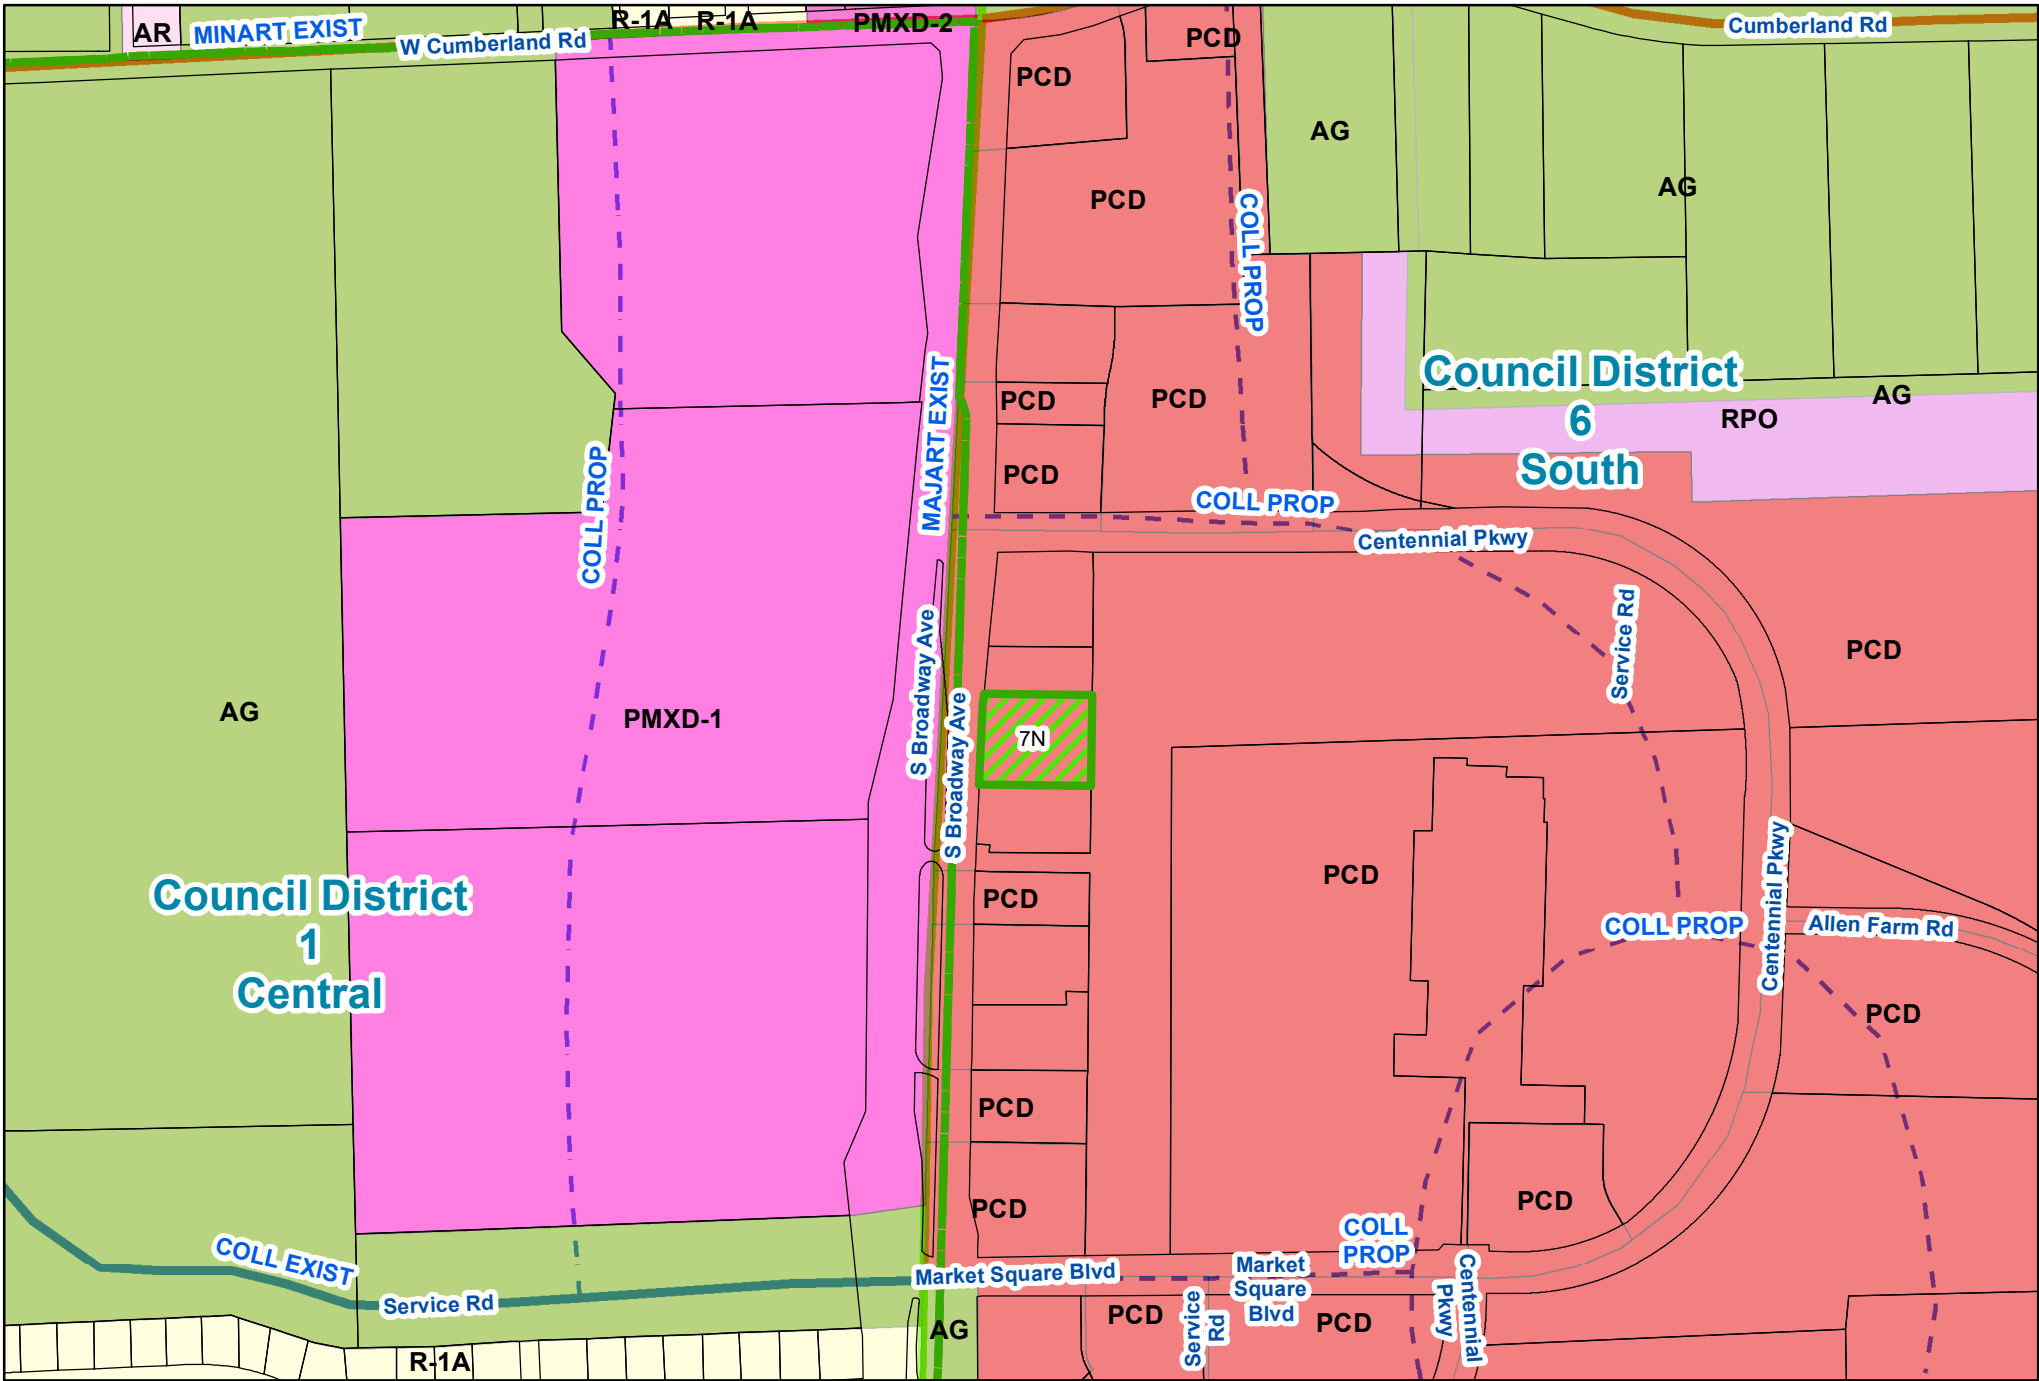 AR
MINART EXIST
W Cumberland Rd
R-1A
R-1A
PMXD-2
PCD
Cumberland Rd
PCD
AG
AG
PCD
COLL PROP
MAJART EXIST
PCD
PCD
Council District
6
South
RPO
AG
COLL PROP
PCD
COLL PROP
Centennial Pkwy
Service Rd
S Broadway Ave
S Broadway Ave
PCD
AG
PMXD-1
7N
Council District
1
Central
PCD
PCD
Centennial Pkwy
COLL PROP
Allen Farm Rd
PCD
PCD
PCD
PCD
COLL
PROP
COLL EXIST
Service Rd
Market Square Blvd
Market
Square
Blvd
Centennial
Pkwy
Service
Rd
PCD
PCD
AG
R-1A